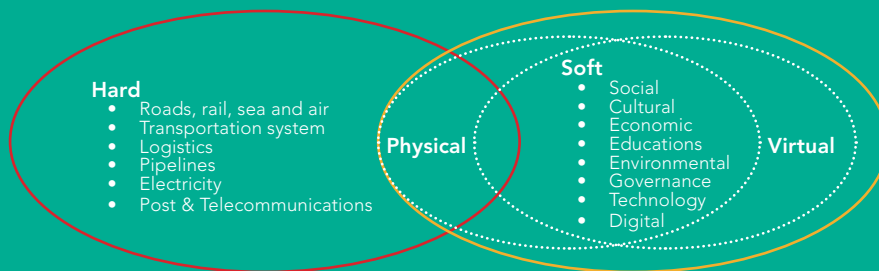 Hard
• Roads, rail, sea and air
• Transportation system
• Logistics
• Pipelines
• Electricity
• Post & Telecommunications
Physical
Soft
• Social
• Cultural
• Economic
• Educations
• Environmental
• Governance
• Technology
• Digital
Virtual